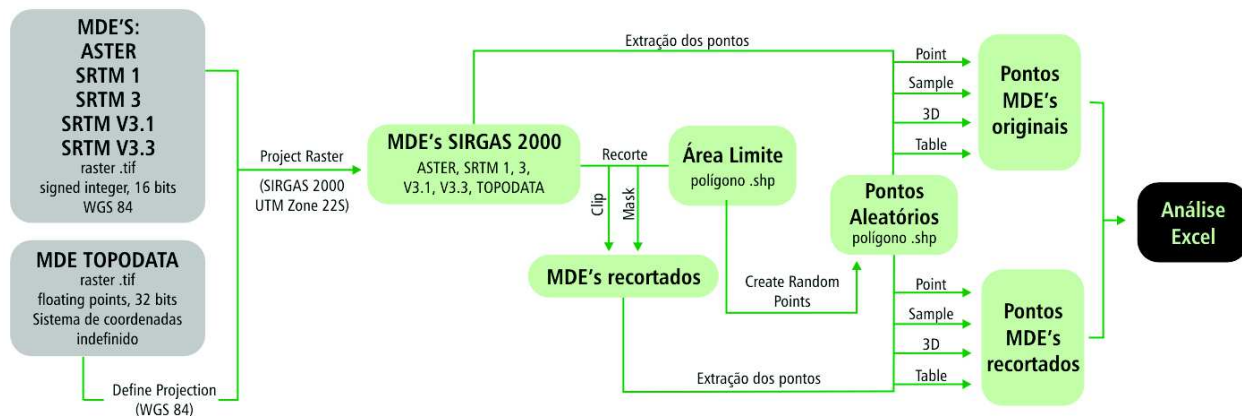 MDE'S:
ASTER
SRTM 1
SRTM 3
SRTM V3.1
SRTM V3.3
raster .tif
signed integer, 16 bits
WGS 84
MDE TOPODATA
raster .tif
floating points, 32 bits
Sistema de coordenadas
indefinido
Define Projection
(WGS 84)
Project Raster
(SIRGAS 2000
UTM Zone 22S)
MDE's SIRGAS 2000
ASTER, SRTM 1, 3,
V3.1, V3.3, TOPODATA
Extração dos pontos
Recorte
Clip
Mask
Área Limite
polígono .shp
MDE's recortados
Create Random
Points
Extração dos pontos
Pontos
Aleatórios
polígono .shp
Point
Sample
3D
Table
Pontos
MDE's
originais
Point
Sample
3D
Table
Pontos
MDE's
recortados
Análise
Excel